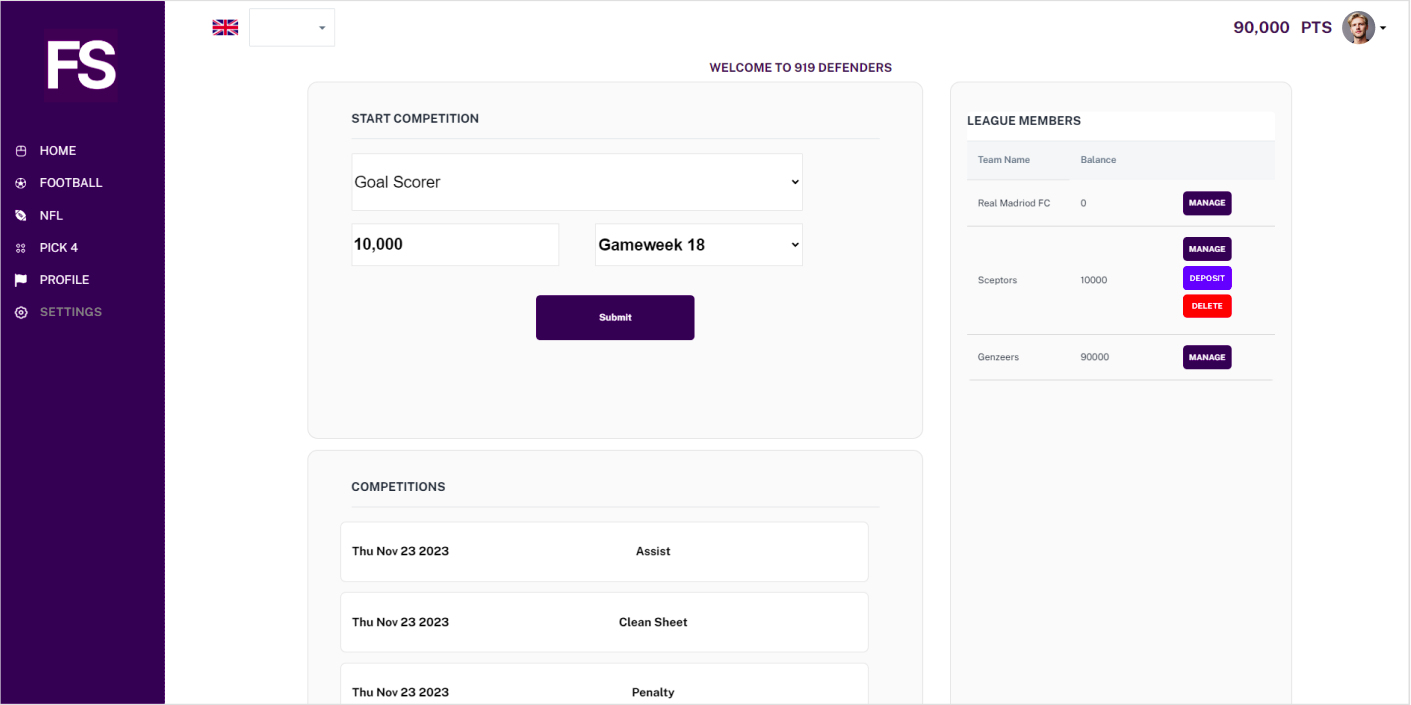 FS
HOME
FOOTBALL
NFL
PICK 4
PROFILE
SETTINGS
90,000 PTS
WELCOME TO 919 DEFENDERS
START COMPETITION
Goal Scorer
10,000 Gameweek 18
Submit
COMPETITIONS
Thu Nov 23 2023 Assist
Thu Nov 23 2023 Clean Sheet
Thu Nov 23 2023 Penalty
LEAGUE MEMBERS
Team Name Balance
Real Madriod FC 0 MANAGE
MANAGE
Sceptors 10000 DEPOSIT
DELETE
Genzeers 90000 MANAGE